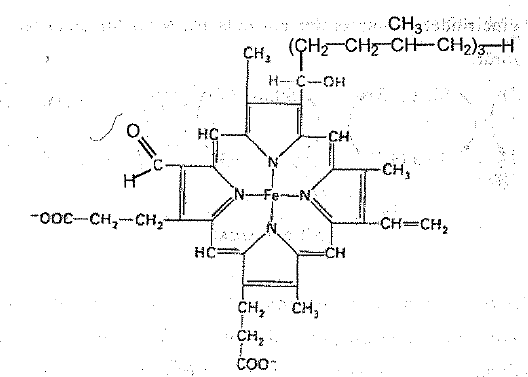 CH3
(CH2—CH2—CH—CH2)3—H
CH3
H—C—OH
O
HC
CH
C
H
N
CH3
N
Fe
N
⁻OOC—CH2—CH2
CH=CH2
N
HC
CH
CH2
CH3
CH2
COO⁻